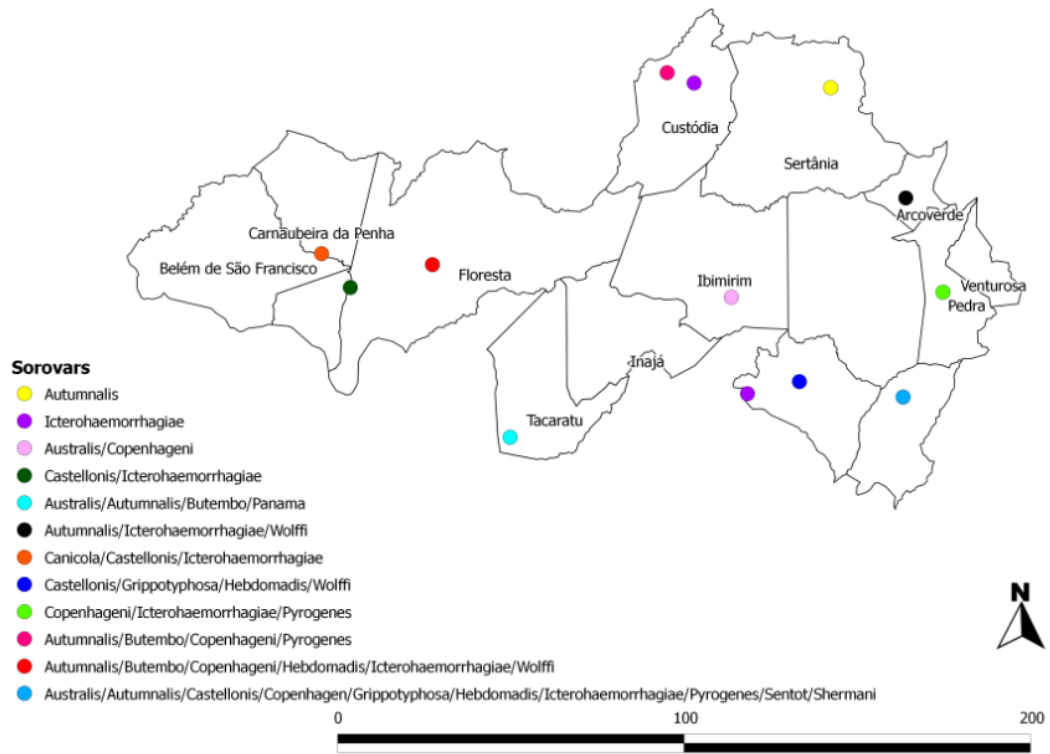 Custódia
Sertânia
Arcoverde
Carnaubeira da Penha
Belém de São Francisco
Floresta
Ibimirim
Venturosa
Pedra
Inajá
Tacaratu
Sorovars
Autumnalis
Icterohaemorrhagiae
Australis/Copenhageni
Castellonis/Icterohaemorrhagiae
Australis/Autumnalis/Butembo/Panama
Autumnalis/Icterohaemorrhagiae/Wolffi
Canicola/Castellonis/Icterohaemorrhagiae
Castellonis/Grippotyphosa/Hebdomadis/Wolffi
Copenhageni/Icterohaemorrhagiae/Pyrogenes
Autumnalis/Butembo/Copenhageni/Pyrogenes
Autumnalis/Butembo/Copenhageni/Hebdomadis/Icterohaemorrhagiae/Wolffi
Australis/Autumnalis/Castellonis/Copenhagen/Grippotyphosa/Hebdomadis/Icterohaemorrhagiae/Pyrogenes/Sentot/Shermani
N
0 100 200